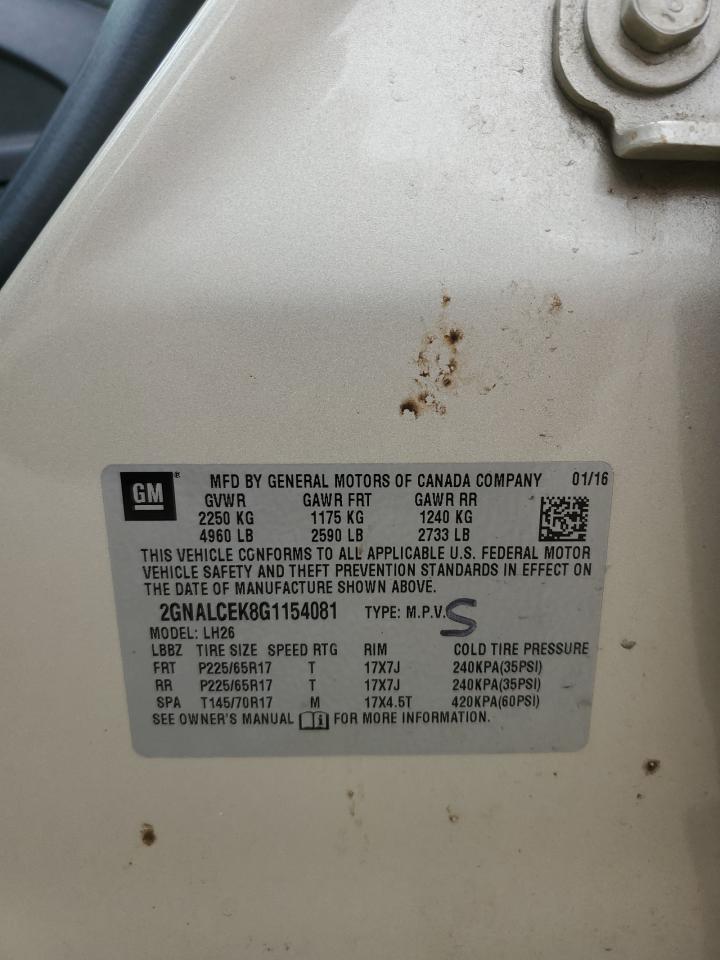 GM ® MFD BY GENERAL MOTORS OF CANADA COMPANY 01/16
GVWR GAWR FRT GAWR RR
2250 KG 1175 KG 1240 KG
4960 LB 2590 LB 2733 LB
THIS VEHICLE CONFORMS TO ALL APPLICABLE U.S. FEDERAL MOTOR
VEHICLE SAFETY AND THEFT PREVENTION STANDARDS IN EFFECT ON
THE DATE OF MANUFACTURE SHOWN ABOVE.
2GNALCEK8G1154081 TYPE: M.P.V. S
MODEL: LH26
LBBZ TIRE SIZE SPEED RTG RIM COLD TIRE PRESSURE
FRT P225/65R17 T 17X7J 240KPA(35PSI)
RR P225/65R17 T 17X7J 240KPA(35PSI)
SPA T145/70R17 M 17X4.5T 420KPA(60PSI)
SEE OWNER'S MANUAL FOR MORE INFORMATION.